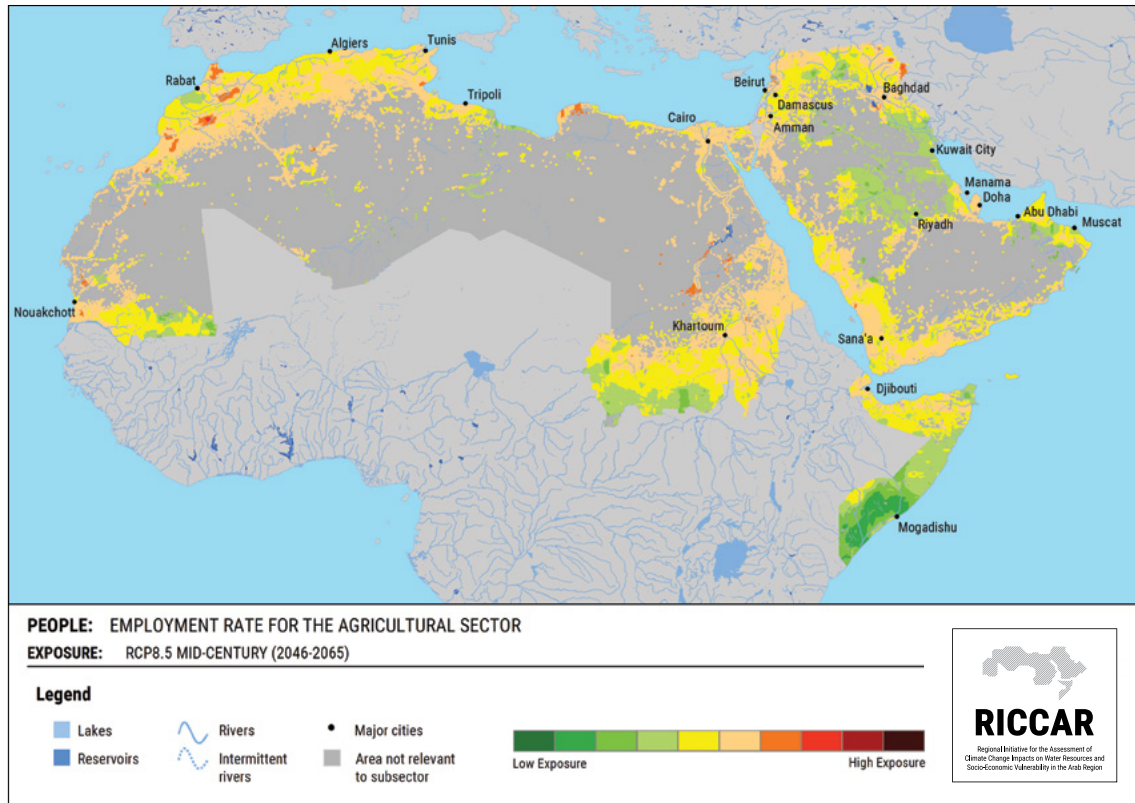 Algiers
Tunis
Rabat
Tripoli
Cairo
Beirut
Damascus
Amman
Baghdad
Kuwait City
Manama
Doha
Riyadh
Abu Dhabi
Muscat
Nouakchott
Khartoum
Sana'a
Djibouti
Mogadishu
PEOPLE: EMPLOYMENT RATE FOR THE AGRICULTURAL SECTOR
EXPOSURE: RCP8.5 MID-CENTURY (2046-2065)
Legend
Lakes
Reservoirs
Rivers
Intermittent
rivers
Major cities
Area not relevant
to subsector
Low Exposure
High Exposure
RICCAR
Regional Initiative for the Assessment of
Climate Change Impacts on Water Resources and
Socio-Economic Vulnerability in the Arab Region